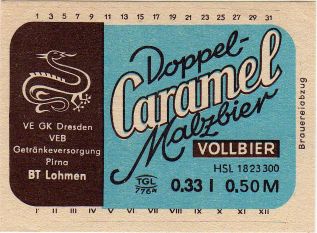 1 3 5 7 9 11 13 15 17 19 21 23 25 27 29 31
Doppel-
Caramel
Malzbier
VOLLBIER
VE GK Dresden
VEB
Getränkeversorgung
Pirna
BT Lohmen
HSL 1823300
TGL
7764
0.33 l 0.50 M
Brauereiabzug
I II III IV V VI VII VIII IX X XI XII